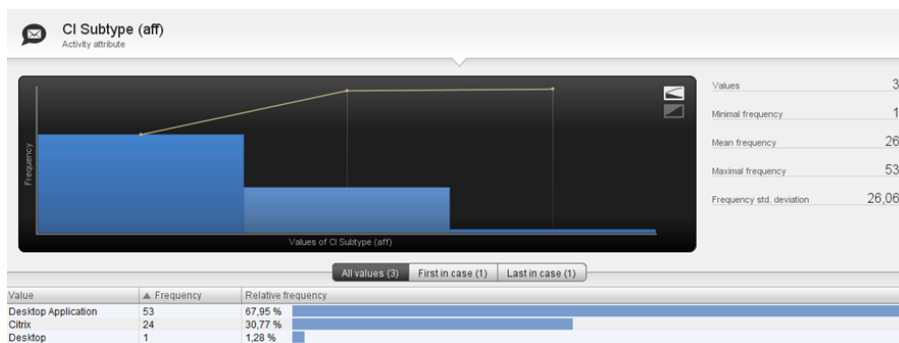 CI Subtype (aff)
Activity attribute
Frequency
Values of CI Subtype (aff)
Values 3
Minimal frequency 1
Mean frequency 26
Maximal frequency 53
Frequency std. deviation 26,06
All values (3) First in case (1) Last in case (1)
Value ▲ Frequency Relative frequency
Desktop Application 53 67,95 %
Citrix 24 30,77 %
Desktop 1 1,28 %